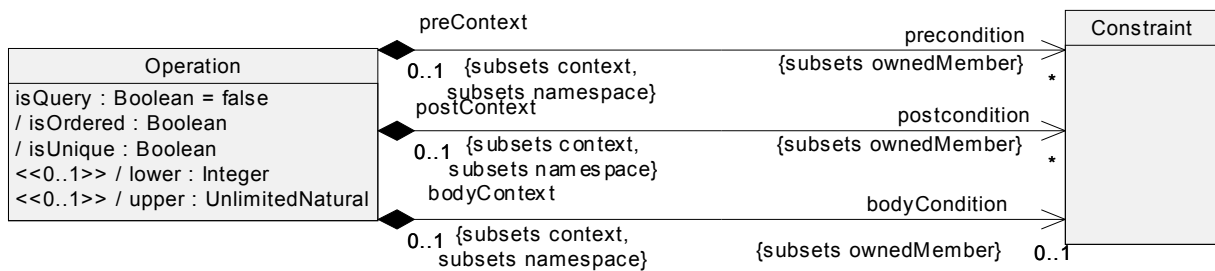 preContext
precondition
Constraint
Operation
0..1 {subsets context,
subsets namespace}
{subsets ownedMember}
*
isQuery : Boolean = false
/ isOrdered : Boolean
/ isUnique : Boolean
<<0..1>> / lower : Integer
<<0..1>> / upper : UnlimitedNatural
postContext
postcondition
0..1 {subsets context,
subsets namespace}
{subsets ownedMember}
*
bodyContext
bodyCondition
0..1 {subsets context,
subsets namespace}
{subsets ownedMember}
0..1